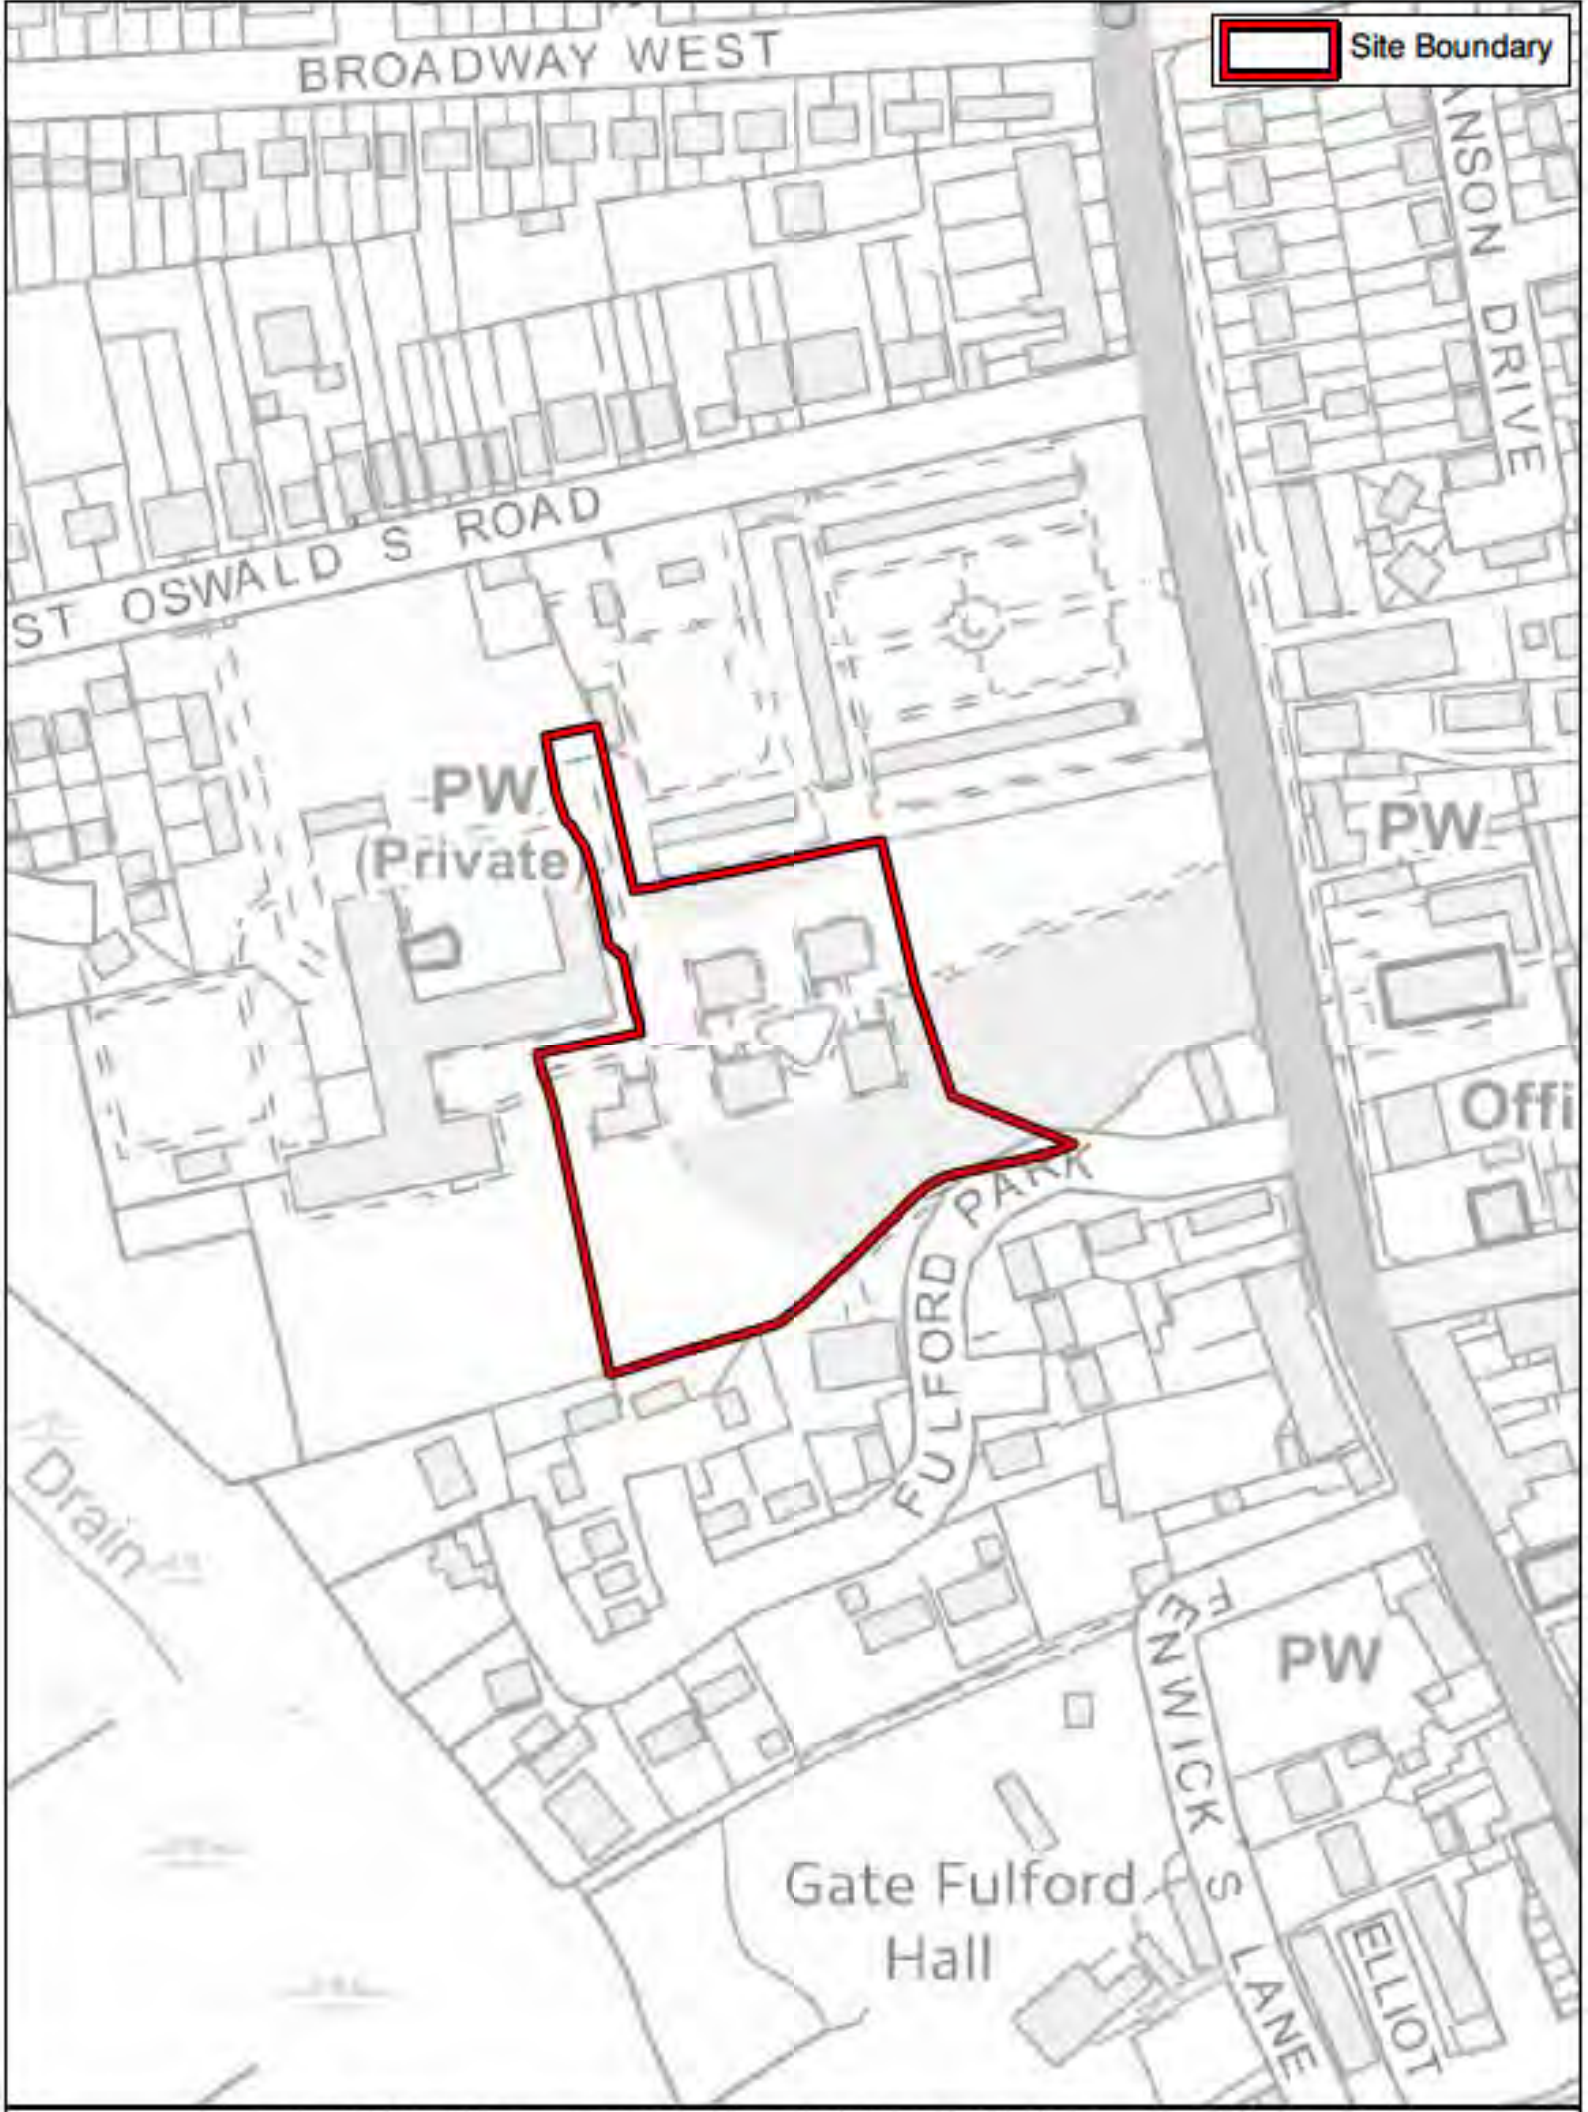 Site Boundary
BROADWAY WEST
ANSON DRIVE
ST OSWALD S ROAD
PW
(Private)
PW
Offi
FULFORD PARK
Drain
FENWICK S LANE
PW
Gate Fulford
Hall
ELLIOT